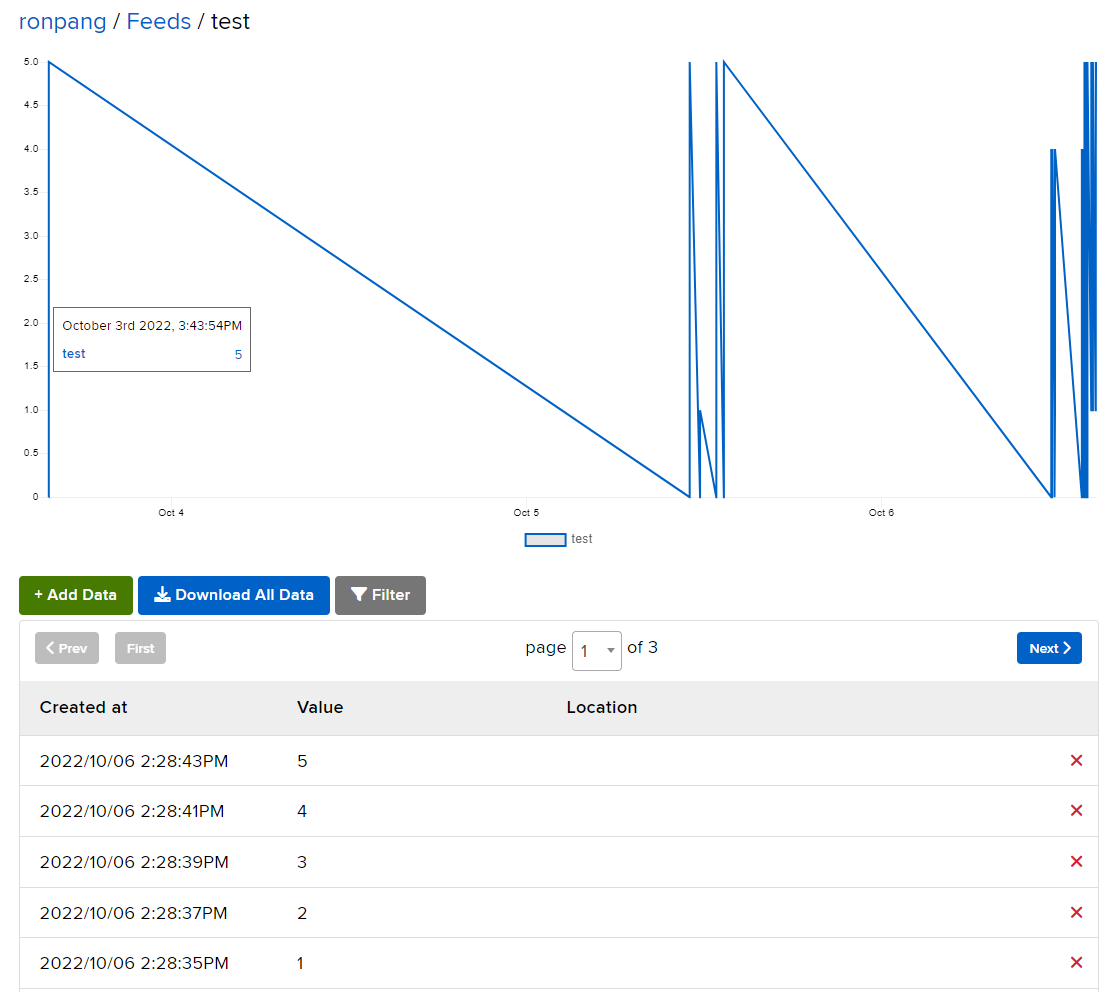 ronpang / Feeds / test
5.0
4.5
4.0
3.5
3.0
2.5
2.0
1.5
1.0
0.5
0
October 3rd 2022, 3:43:54PM
test 5
Oct 4 Oct 5 Oct 6
test
+ Add Data Download All Data Filter
Prev First page 1 of 3 Next
Created at Value Location
2022/10/06 2:28:43PM 5
2022/10/06 2:28:41PM 4
2022/10/06 2:28:39PM 3
2022/10/06 2:28:37PM 2
2022/10/06 2:28:35PM 1